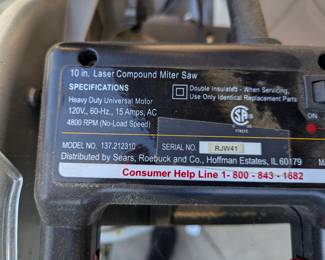 10 in. Laser Compound Miter Saw
SPECIFICATIONS
Heavy Duty Universal Motor
120V., 60-Hz., 15 Amps, AC
4800 RPM (No-Load Speed)
Double Insulated - When Servicing,
Use Only Identical Replacement Parts
ON
MODEL NO. 137.212310
SERIAL NO. RJW41
Distributed by Sears, Roebuck and Co., Hoffman Estates, IL 60179
Consumer Help Line 1- 800 - 843 - 1682